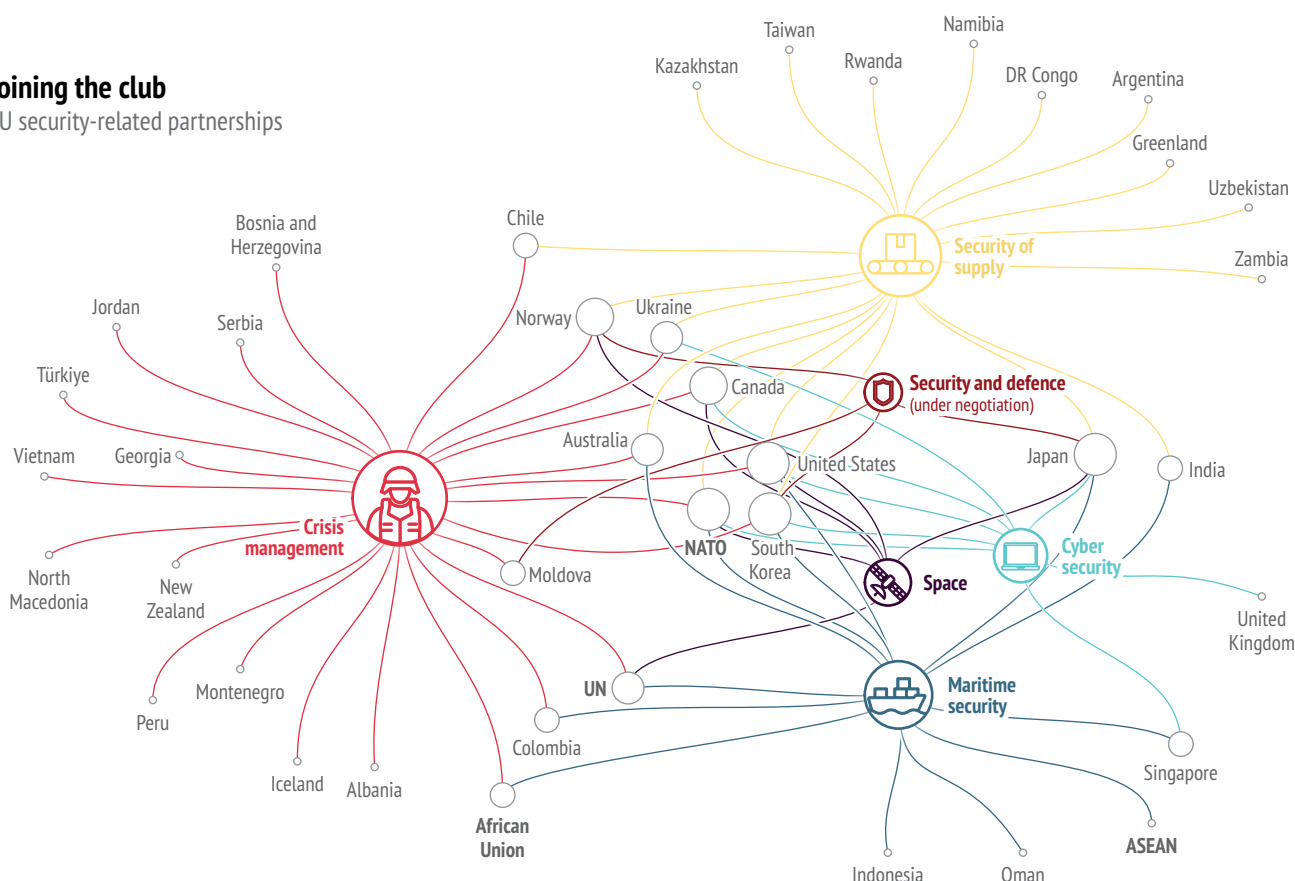 oining the club
U security-related partnerships
Taiwan
Namibia
Kazakhstan
Rwanda
DR Congo
Argentina
Greenland
Uzbekistan
Zambia
Security of
supply
Bosnia and
Herzegovina
Chile
Jordan
Serbia
Norway
Ukraine
Türkiye
Canada
Security and defence
(under negotiation)
Vietnam
Georgia
Australia
United States
Japan
India
Crisis
management
NATO
South
Korea
Cyber
security
North
Macedonia
New
Zealand
Moldova
Space
United
Kingdom
Montenegro
Peru
UN
Maritime
security
Colombia
Iceland
Albania
Singapore
African
Union
ASEAN
Indonesia
Oman